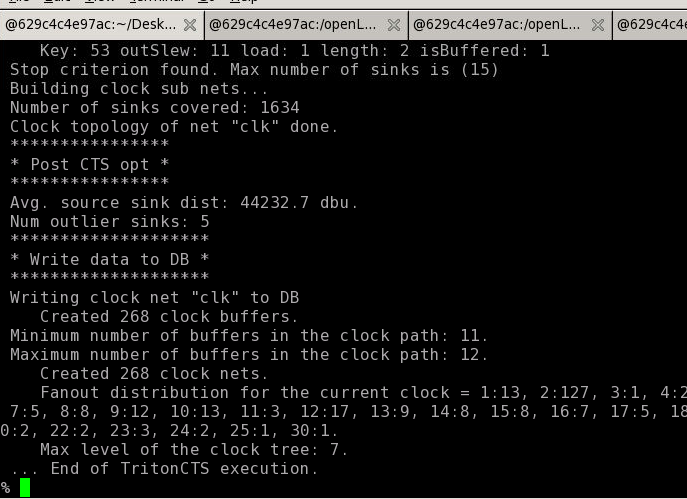 @629c4c4e97ac:~/Desk... @629c4c4e97ac:/openL... @629c4c4e97ac:/openL... @629c4c4e
Key: 53 outSlew: 11 load: 1 length: 2 isBuffered: 1
Stop criterion found. Max number of sinks is (15)
Building clock sub nets...
Number of sinks covered: 1634
Clock topology of net "clk" done.
****************
* Post CTS opt *
****************
Avg. source sink dist: 44232.7 dbu.
Num outlier sinks: 5
********************
* Write data to DB *
********************
Writing clock net "clk" to DB
Created 268 clock buffers.
Minimum number of buffers in the clock path: 11.
Maximum number of buffers in the clock path: 12.
Created 268 clock nets.
Fanout distribution for the current clock = 1:13, 2:127, 3:1, 4:2
7:5, 8:8, 9:12, 10:13, 11:3, 12:17, 13:9, 14:8, 15:8, 16:7, 17:5, 18
0:2, 22:2, 23:3, 24:2, 25:1, 30:1.
Max level of the clock tree: 7.
... End of TritonCTS execution.
%